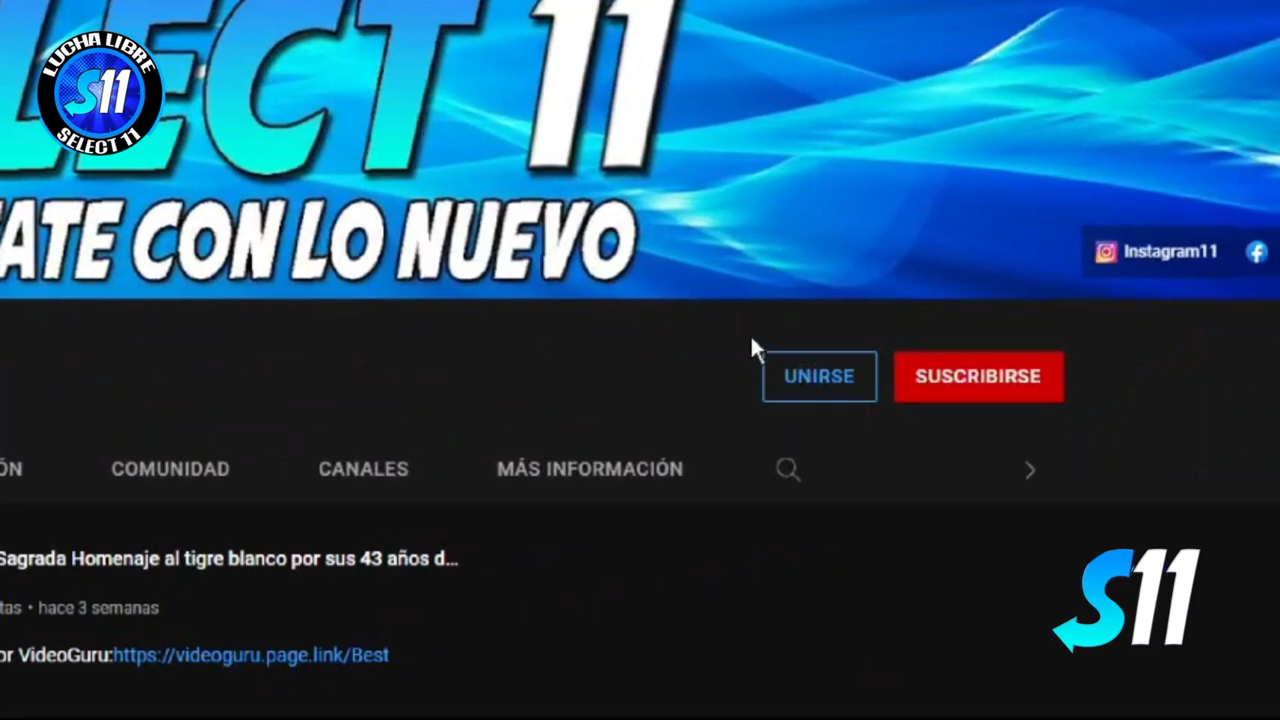 LECT 11
LUCHA LIBRE
S11
SELECT 11
ATE CON LO NUEVO
Instagram11
UNIRSE
SUSCRIBIRSE
ÓN
COMUNIDAD
CANALES
MÁS INFORMACIÓN
Sagrada Homenaje al tigre blanco por sus 43 años d...
tas • hace 3 semanas
or VideoGuru:https://videoguru.page.link/Best
S11